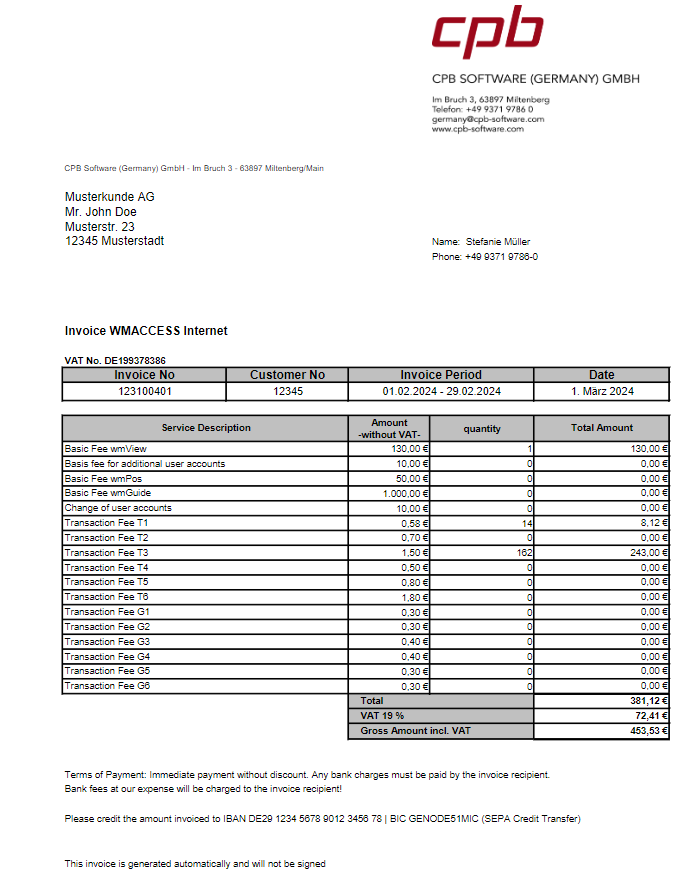 cpb
CPB SOFTWARE (GERMANY) GMBH
Im Bruch 3, 63897 Miltenberg
Telefon: +49 9371 9786 0
germany@cpb-software.com
www.cpb-software.com
CPB Software (Germany) GmbH - Im Bruch 3 - 63897 Miltenberg/Main
Musterkunde AG
Mr. John Doe
Musterstr. 23
12345 Musterstadt
Name: Stefanie Müller
Phone: +49 9371 9786-0
Invoice WMACCESS Internet
VAT No. DE199378386
Invoice No Customer No Invoice Period Date
123100401 12345 01.02.2024 - 29.02.2024 1. März 2024
Service Description Amount -without VAT- quantity Total Amount
Basic Fee wmView 130,00 € 1 130,00 €
Basis fee for additional user accounts 10,00 € 0 0,00 €
Basic Fee wmPos 50,00 € 0 0,00 €
Basic Fee wmGuide 1.000,00 € 0 0,00 €
Change of user accounts 10,00 € 0 0,00 €
Transaction Fee T1 0,58 € 14 8,12 €
Transaction Fee T2 0,70 € 0 0,00 €
Transaction Fee T3 1,50 € 162 243,00 €
Transaction Fee T4 0,50 € 0 0,00 €
Transaction Fee T5 0,80 € 0 0,00 €
Transaction Fee T6 1,80 € 0 0,00 €
Transaction Fee G1 0,30 € 0 0,00 €
Transaction Fee G2 0,30 € 0 0,00 €
Transaction Fee G3 0,40 € 0 0,00 €
Transaction Fee G4 0,40 € 0 0,00 €
Transaction Fee G5 0,30 € 0 0,00 €
Transaction Fee G6 0,30 € 0 0,00 €
Total 381,12 €
VAT 19 % 72,41 €
Gross Amount incl. VAT 453,53 €
Terms of Payment: Immediate payment without discount. Any bank charges must be paid by the invoice recipient.
Bank fees at our expense will be charged to the invoice recipient!
Please credit the amount invoiced to IBAN DE29 1234 5678 9012 3456 78 | BIC GENODE51MIC (SEPA Credit Transfer)
This invoice is generated automatically and will not be signed